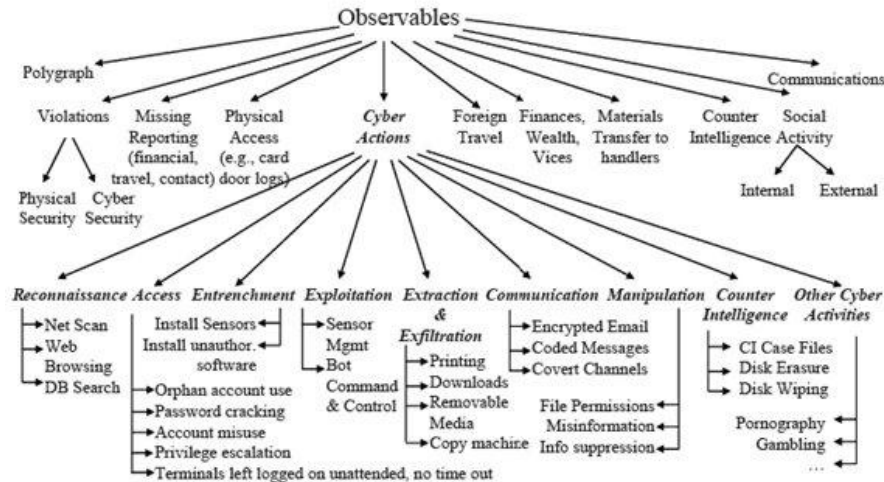 Observables
Polygraph
Communications
Violations
Missing
Reporting
(financial,
travel, contact)
Physical
Access
(e.g., card
door logs)
Cyber
Actions
Foreign
Travel
Finances,
Wealth,
Vices
Materials
Transfer to
handlers
Counter
Intelligence
Social
Activity
Physical
Security
Cyber
Security
Internal
External
Reconnaissance
Net Scan
Web
Browsing
DB Search
Access
Orphan account use
Password cracking
Account misuse
Privilege escalation
Terminals left logged on unattended, no time out
Entrenchment
Install Sensors
Install unauthor.
software
Exploitation
Sensor
Mgmt
Bot
Command
& Control
Extraction
&
Exfiltration
Printing
Downloads
Removable
Media
Copy machine
Communication
Encrypted Email
Coded Messages
Covert Channels
Manipulation
File Permissions
Misinformation
Info suppression
Counter
Intelligence
CI Case Files
Disk Erasure
Disk Wiping
Other Cyber
Activities
Pornography
Gambling
...